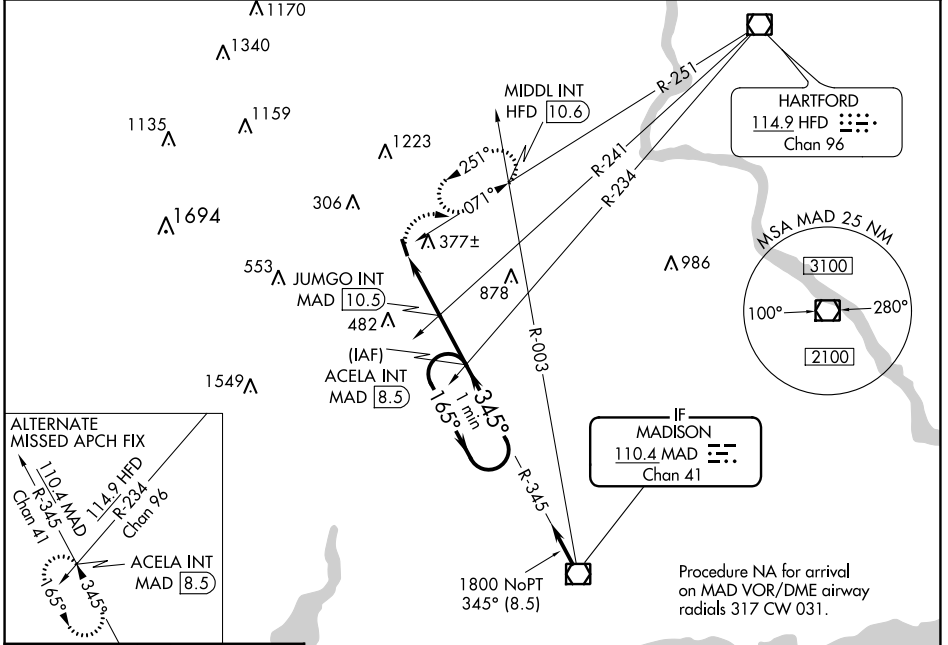 1170
1340
1159
1135
1223
306
1694
377±
553
482
878
986
1549
MIDDL INT
HFD 10.6
R-251
R-241
R-234
251°
071°
HARTFORD
114.9 HFD
Chan 96
MSA MAD 25 NM
3100
100°
280°
2100
JUMGO INT
MAD 10.5
(IAF)
ACELA INT
MAD 8.5
1 min
345°
165°
R-003
R-345
IF
MADISON
110.4 MAD
Chan 41
1800 NoPT
345° (8.5)
Procedure NA for arrival
on MAD VOR/DME airway
radials 317 CW 031.
ALTERNATE
MISSED APCH FIX
110.4 MAD
R-345
Chan 41
114.9 HFD
R-234
Chan 96
ACELA INT
MAD 8.5
165°
345°